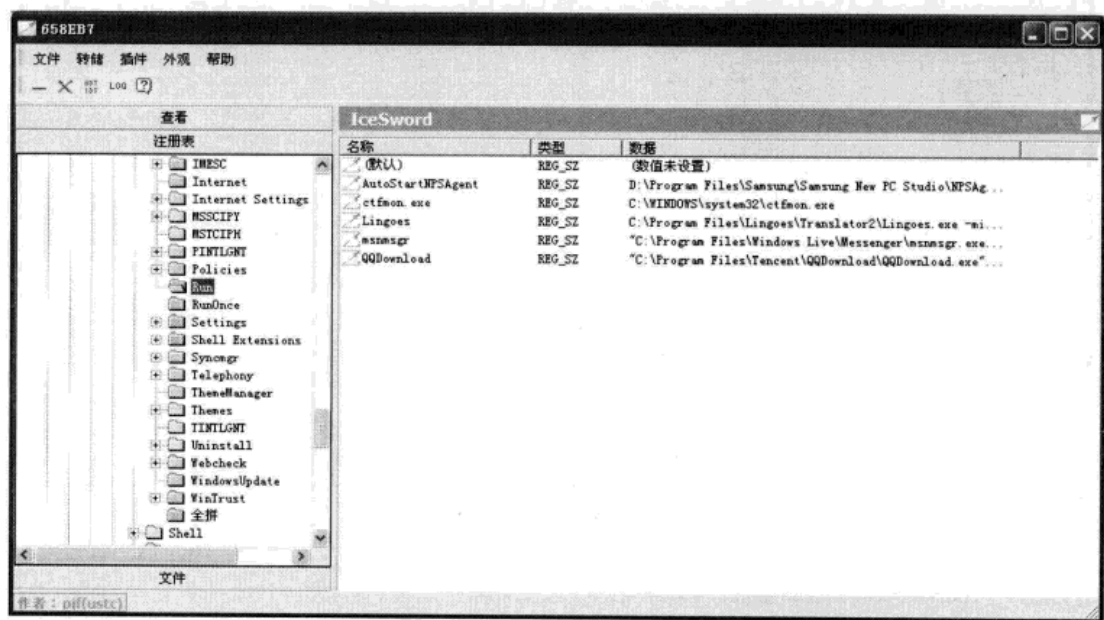 658EB7
文件 转储 插件 外观 帮助
LOG
查看
注册表
IMESC
Internet
Internet Settings
MSSCIPY
MSTCIPH
PINTLGNT
Policies
Run
RunOnce
Settings
Shell Extensions
Syncmgr
Telephony
ThemeManager
Themes
TINTLGNT
Uninstall
Webcheck
WindowsUpdate
WinTrust
全拼
Shell
文件
作者：pjf(ustc)
IceSword
名称 类型 数据
(默认) REG_SZ (数值未设置)
AutoStartNPSAgent REG_SZ D:\Program Files\Samsung\Samsung New PC Studio\NPSAg...
ctfmon.exe REG_SZ C:\WINDOWS\system32\ctfmon.exe
Lingoes REG_SZ C:\Program Files\Lingoes\Translator2\Lingoes.exe -mi...
msnmsgr REG_SZ "C:\Program Files\Windows Live\Messenger\msnmsgr.exe...
QQDownload REG_SZ "C:\Program Files\Tencent\QQDownload\QQDownload.exe"...